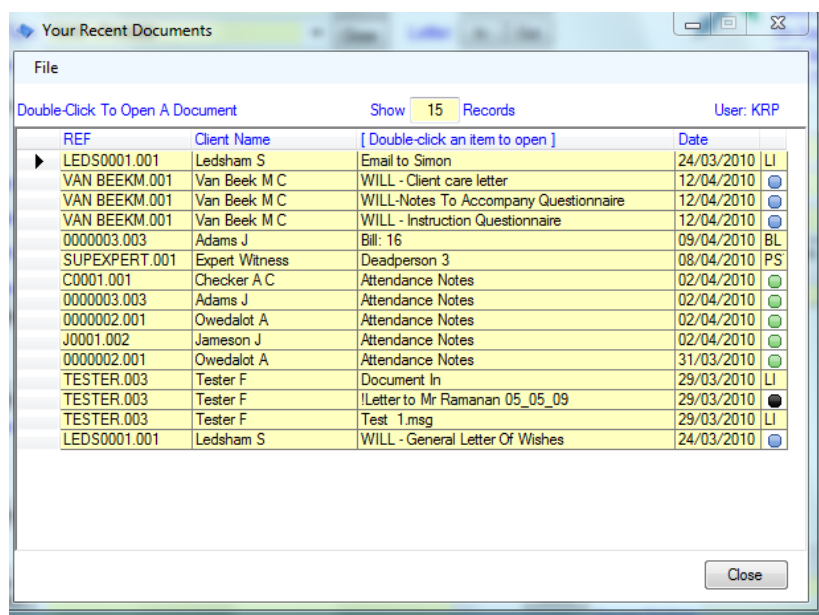 Your Recent Documents
File
Double-Click To Open A Document Show 15 Records User: KRP
REF Client Name [ Double-click an item to open ] Date
LEDS0001.001 Ledsham S Email to Simon 24/03/2010 LI
VAN BEEKM.001 Van Beek M C WILL - Client care letter 12/04/2010
VAN BEEKM.001 Van Beek M C WILL-Notes To Accompany Questionnaire 12/04/2010
VAN BEEKM.001 Van Beek M C WILL - Instruction Questionnaire 12/04/2010
0000003.003 Adams J Bill: 16 09/04/2010 BL
SUPEXPERT.001 Expert Witness Deadperson 3 08/04/2010 PS
C0001.001 Checker A C Attendance Notes 02/04/2010
0000003.003 Adams J Attendance Notes 02/04/2010
0000002.001 Owedalot A Attendance Notes 02/04/2010
J0001.002 Jameson J Attendance Notes 02/04/2010
0000002.001 Owedalot A Attendance Notes 31/03/2010
TESTER.003 Tester F Document In 29/03/2010 LI
TESTER.003 Tester F !Letter to Mr Ramanan 05_05_09 29/03/2010
TESTER.003 Tester F Test 1.msg 29/03/2010 LI
LEDS0001.001 Ledsham S WILL - General Letter Of Wishes 24/03/2010
Close